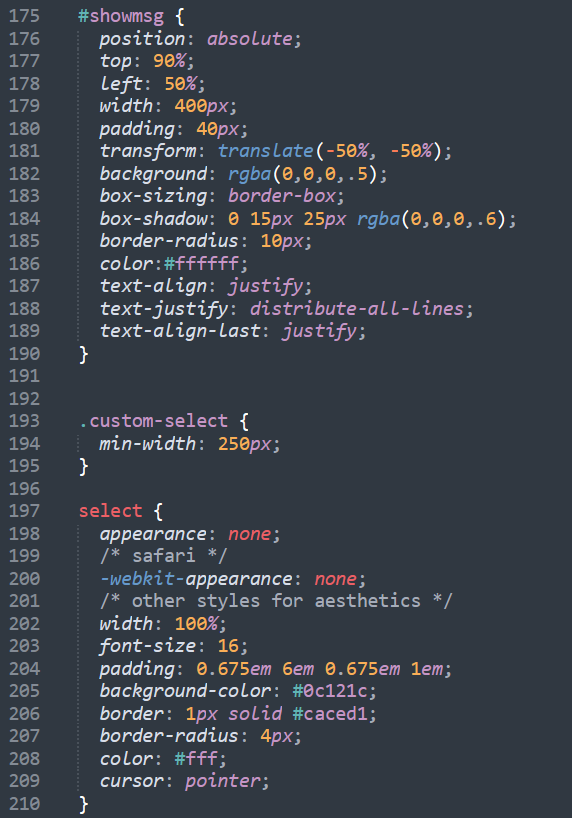 175 #showmsg {
176 position: absolute;
177 top: 90%;
178 left: 50%;
179 width: 400px;
180 padding: 40px;
181 transform: translate(-50%, -50%);
182 background: rgba(0,0,0,.5);
183 box-sizing: border-box;
184 box-shadow: 0 15px 25px rgba(0,0,0,.6);
185 border-radius: 10px;
186 color:#ffffff;
187 text-align: justify;
188 text-justify: distribute-all-lines;
189 text-align-last: justify;
190 }
191
192
193 .custom-select {
194 min-width: 250px;
195 }
196
197 select {
198 appearance: none;
199 /* safari */
200 -webkit-appearance: none;
201 /* other styles for aesthetics */
202 width: 100%;
203 font-size: 16;
204 padding: 0.675em 6em 0.675em 1em;
205 background-color: #0c121c;
206 border: 1px solid #caced1;
207 border-radius: 4px;
208 color: #fff;
209 cursor: pointer;
210 }